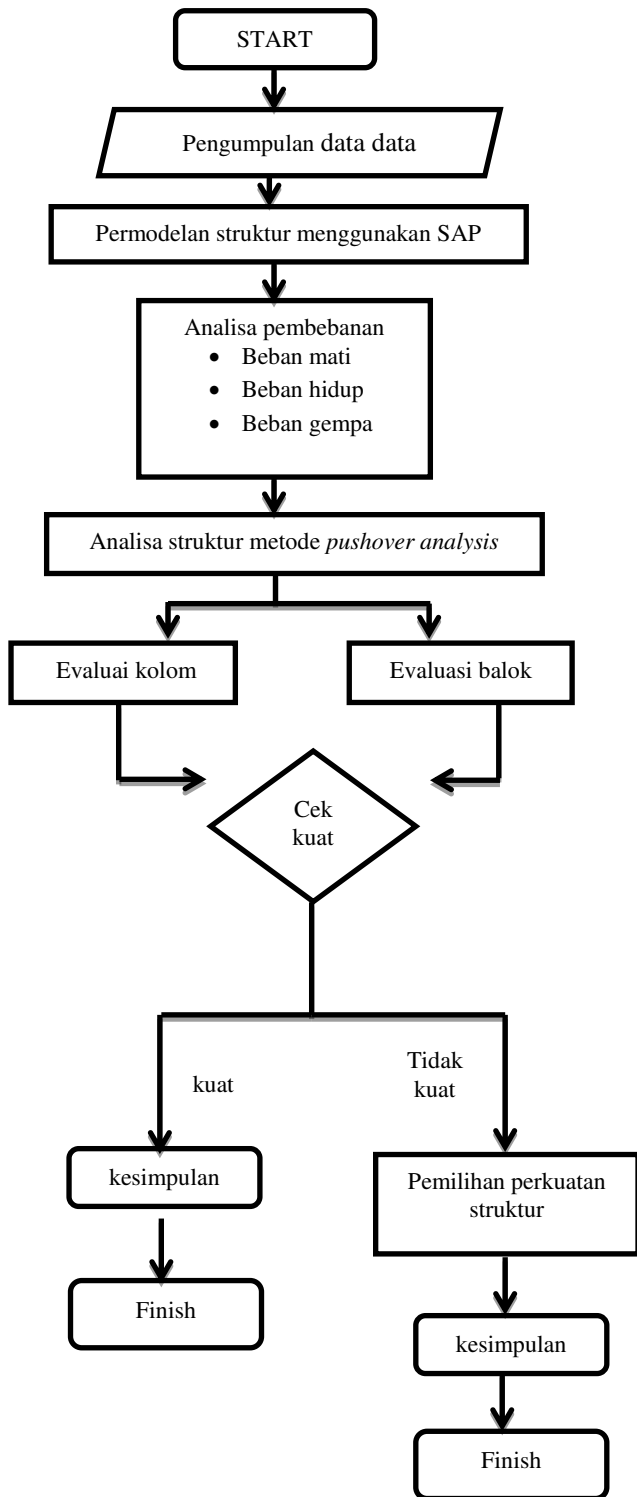 START
Pengumpulan data data
Permodelan struktur menggunakan SAP
Analisa pembebanan
• Beban mati
• Beban hidup
• Beban gempa
Analisa struktur metode pushover analysis
Evaluai kolom
Evaluasi balok
Cek
kuat
kuat
Tidak
kuat
kesimpulan
Pemilihan perkuatan
struktur
Finish
kesimpulan
Finish